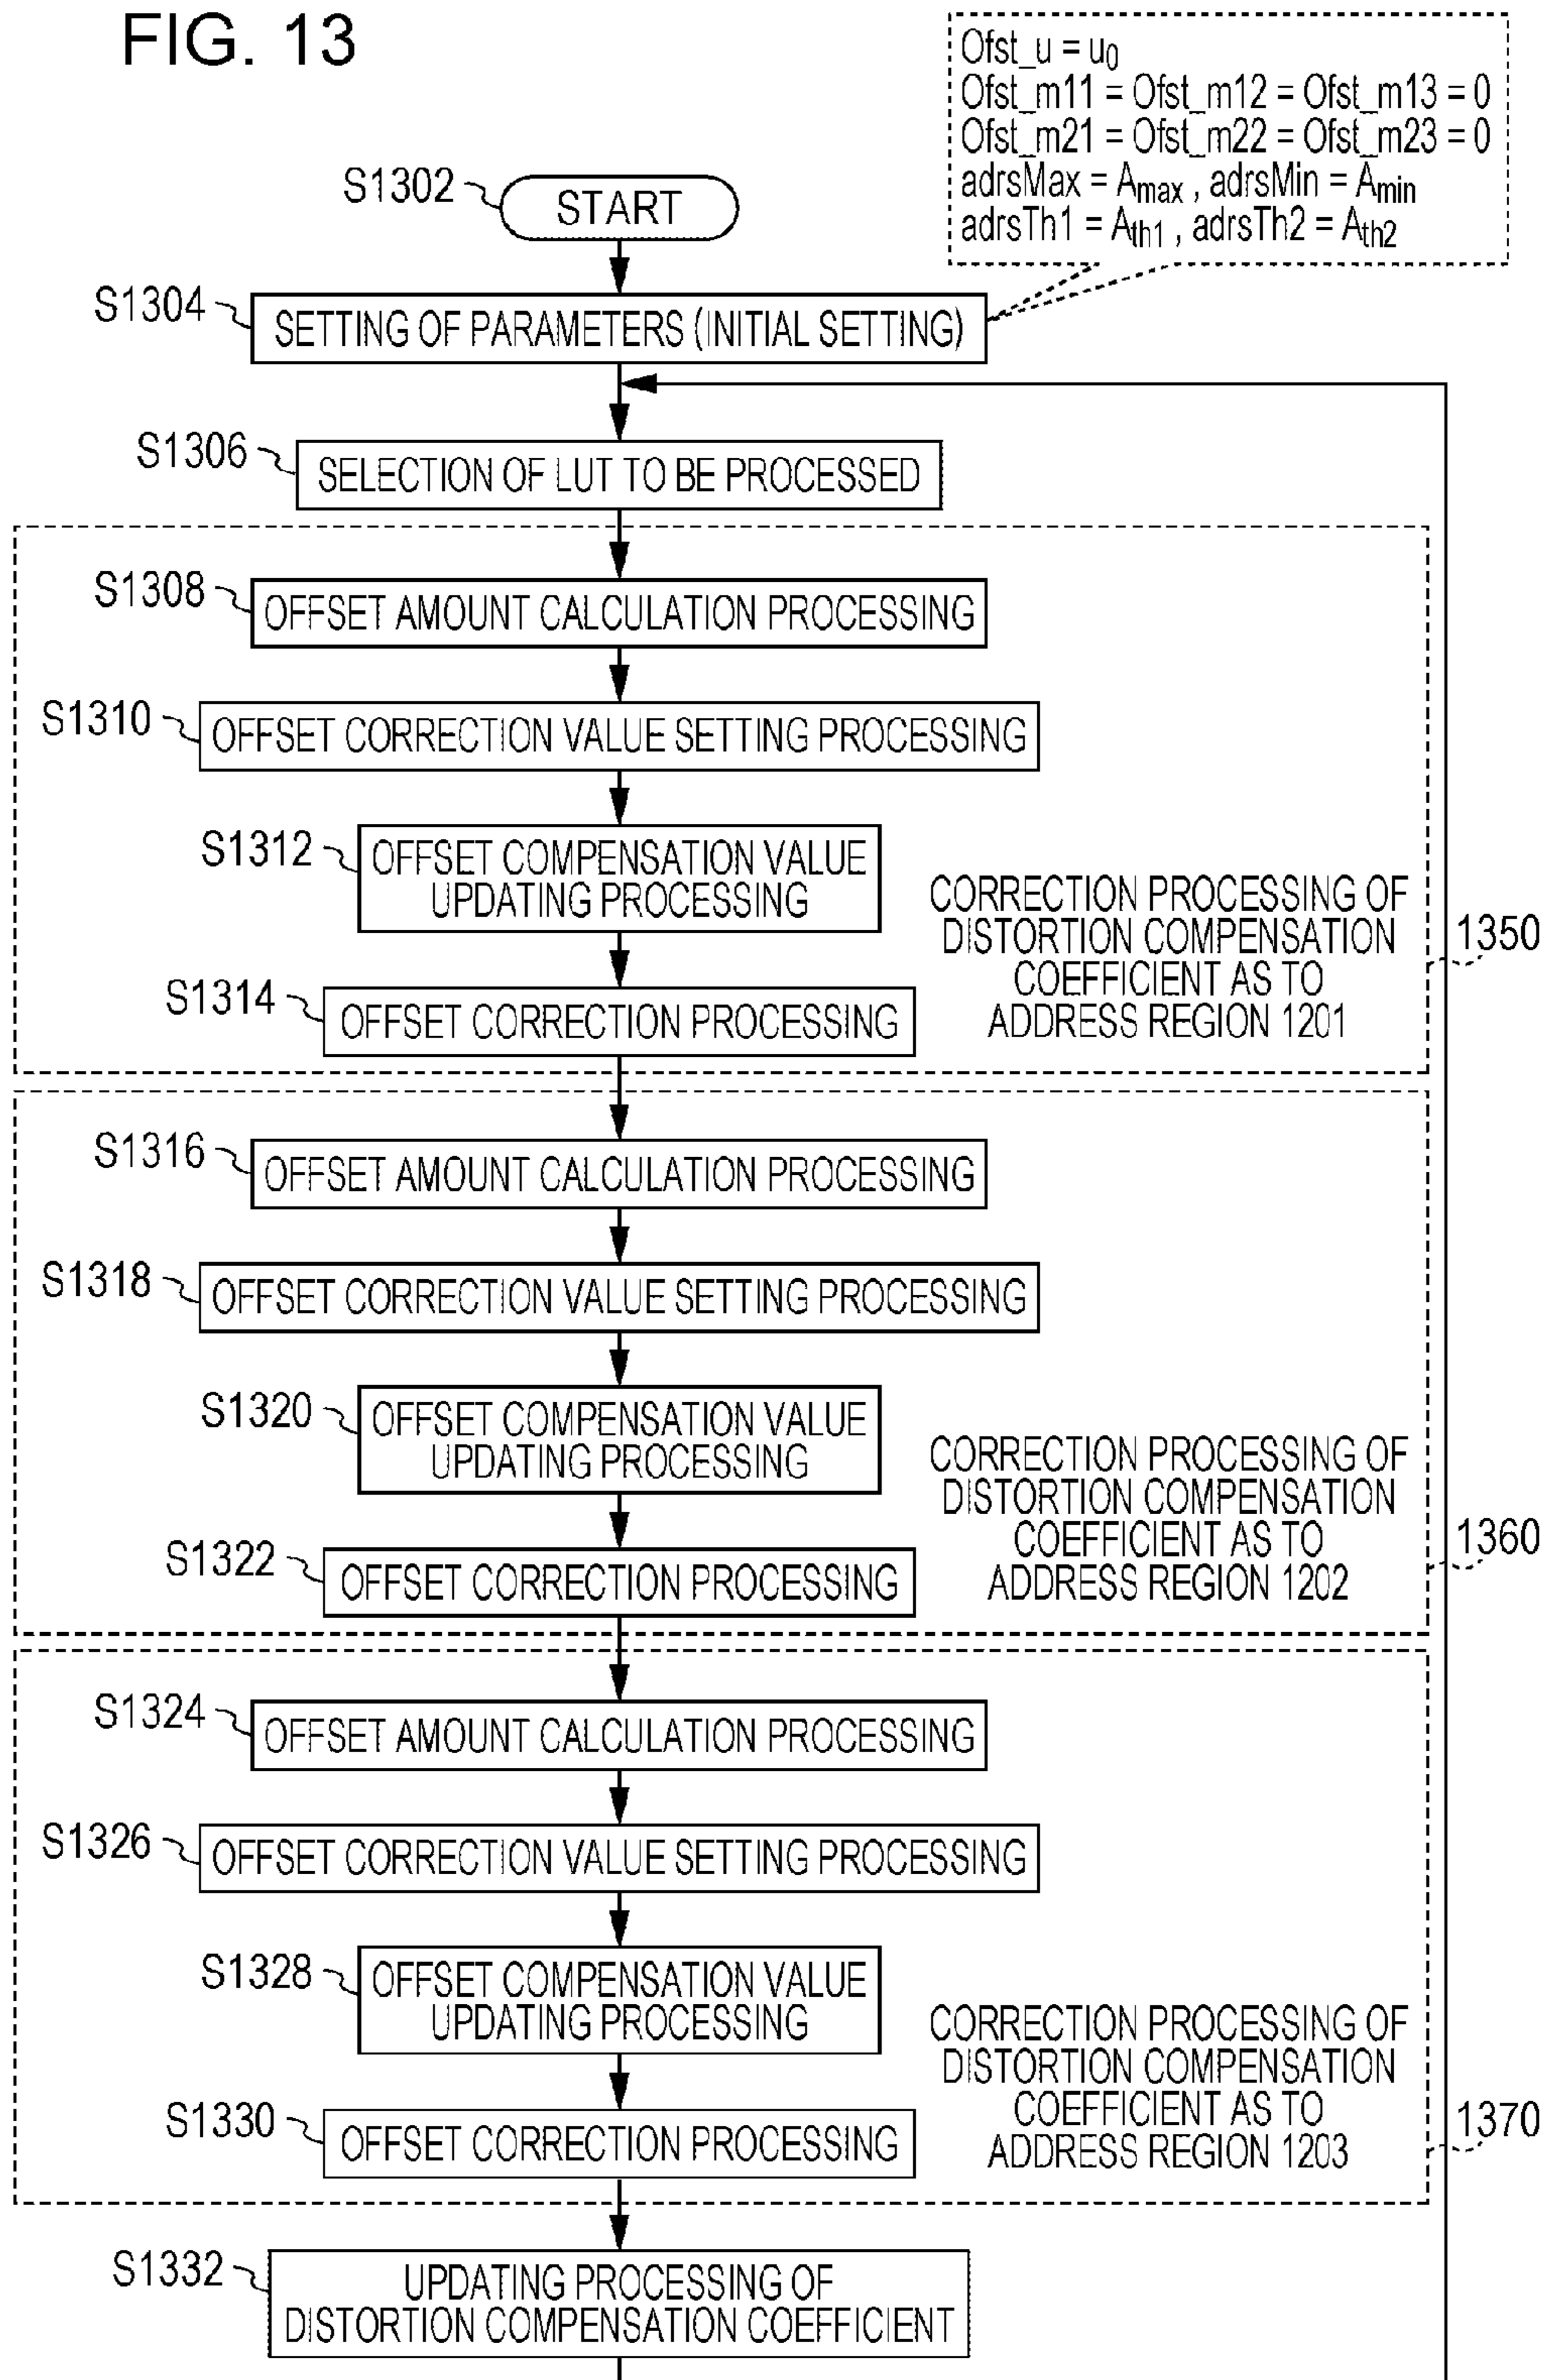 FIG. 13
Ofst_u = u0
Ofst_m11 = Ofst_m12 = Ofst_m13 = 0
Ofst_m21 = Ofst_m22 = Ofst_m23 = 0
adrsMax = Amax , adrsMin = Amin
adrsTh1 = Ath1 , adrsTh2 = Ath2
S1302
START
S1304
SETTING OF PARAMETERS (INITIAL SETTING)
S1306
SELECTION OF LUT TO BE PROCESSED
S1308
OFFSET AMOUNT CALCULATION PROCESSING
S1310
OFFSET CORRECTION VALUE SETTING PROCESSING
S1312
OFFSET COMPENSATION VALUE
UPDATING PROCESSING
S1314
OFFSET CORRECTION PROCESSING
CORRECTION PROCESSING OF
DISTORTION COMPENSATION
COEFFICIENT AS TO
ADDRESS REGION 1201
1350
S1316
OFFSET AMOUNT CALCULATION PROCESSING
S1318
OFFSET CORRECTION VALUE SETTING PROCESSING
S1320
OFFSET COMPENSATION VALUE
UPDATING PROCESSING
S1322
OFFSET CORRECTION PROCESSING
CORRECTION PROCESSING OF
DISTORTION COMPENSATION
COEFFICIENT AS TO
ADDRESS REGION 1202
1360
S1324
OFFSET AMOUNT CALCULATION PROCESSING
S1326
OFFSET CORRECTION VALUE SETTING PROCESSING
S1328
OFFSET COMPENSATION VALUE
UPDATING PROCESSING
S1330
OFFSET CORRECTION PROCESSING
CORRECTION PROCESSING OF
DISTORTION COMPENSATION
COEFFICIENT AS TO
ADDRESS REGION 1203
1370
S1332
UPDATING PROCESSING OF
DISTORTION COMPENSATION COEFFICIENT